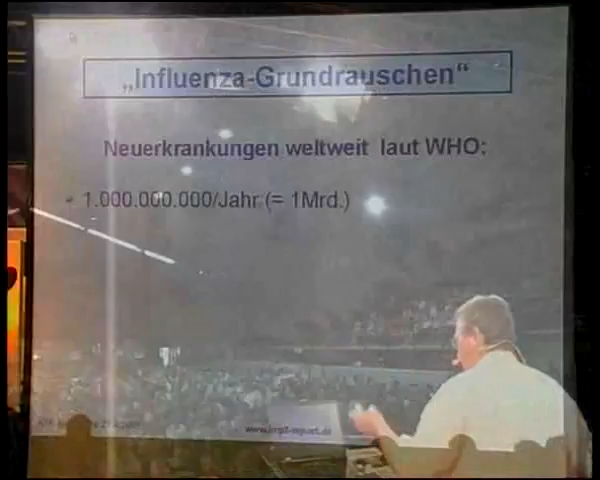 „Influenza-Grundrauschen“
Neuerkrankungen weltweit laut WHO:
1.000.000.000/Jahr (= 1Mrd.)
www.impf-report.de